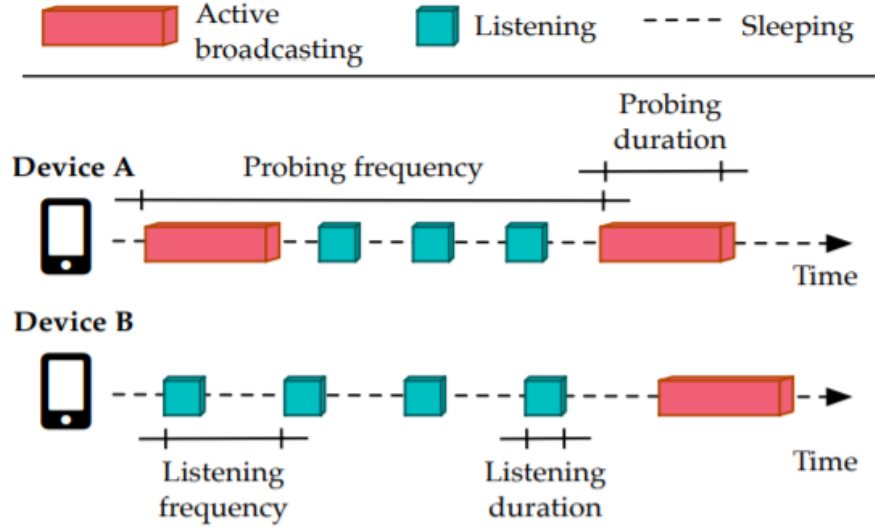 Active
broadcasting
Listening
Sleeping
Probing
duration
Device A
Probing frequency
Time
Device B
Listening
frequency
Listening
duration
Time